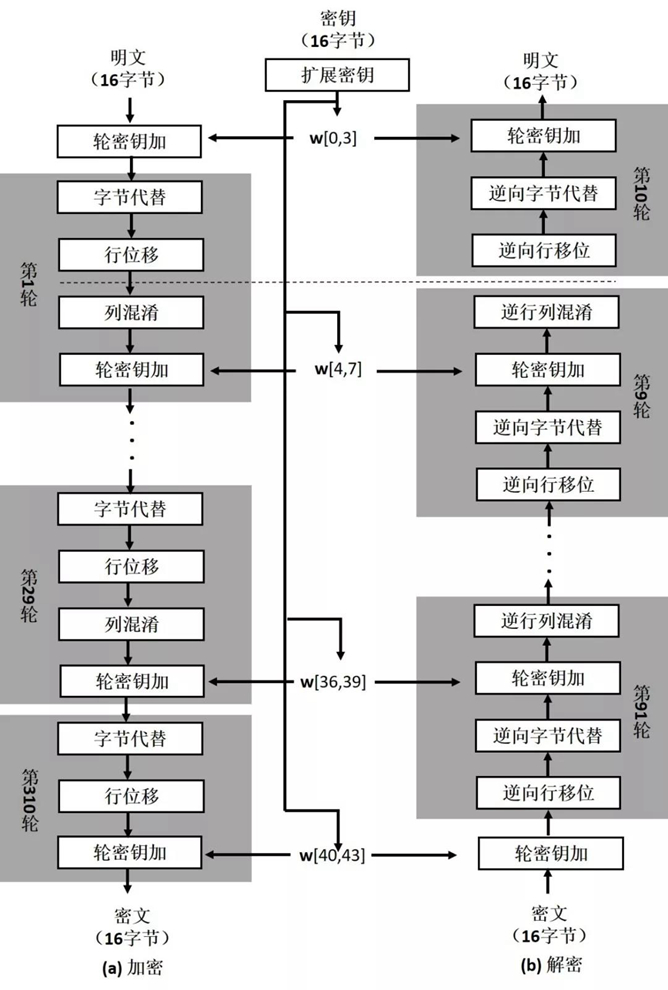 密钥
（16字节）
扩展密钥
明文
（16字节）
轮密钥加
第1轮
字节代替
行位移
列混淆
轮密钥加
第29轮
字节代替
行位移
列混淆
轮密钥加
第310轮
字节代替
行位移
轮密钥加
密文
（16字节）
(a) 加密
w[0,3]
w[4,7]
w[36,39]
w[40,43]
明文
（16字节）
轮密钥加
逆向字节代替
逆向行移位
第10轮
逆行列混淆
轮密钥加
逆向字节代替
逆向行移位
第9轮
逆行列混淆
轮密钥加
逆向字节代替
逆向行移位
第91轮
轮密钥加
密文
（16字节）
(b) 解密